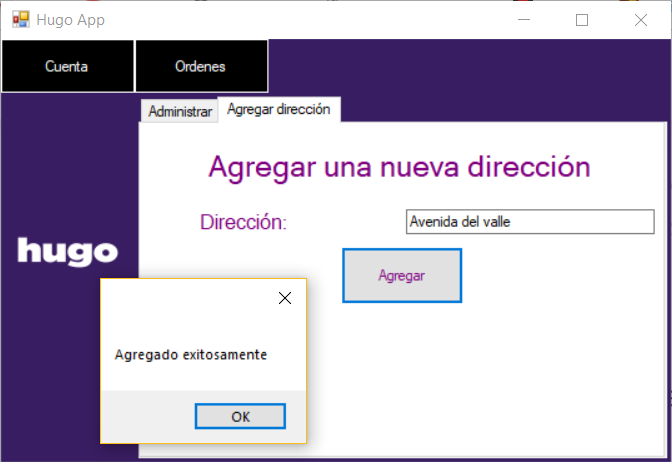 Hugo App
Cuenta
Ordenes
Administrar
Agregar dirección
Agregar una nueva dirección
Dirección:
Avenida del valle
hugo
Agregar
Agregado exitosamente
OK